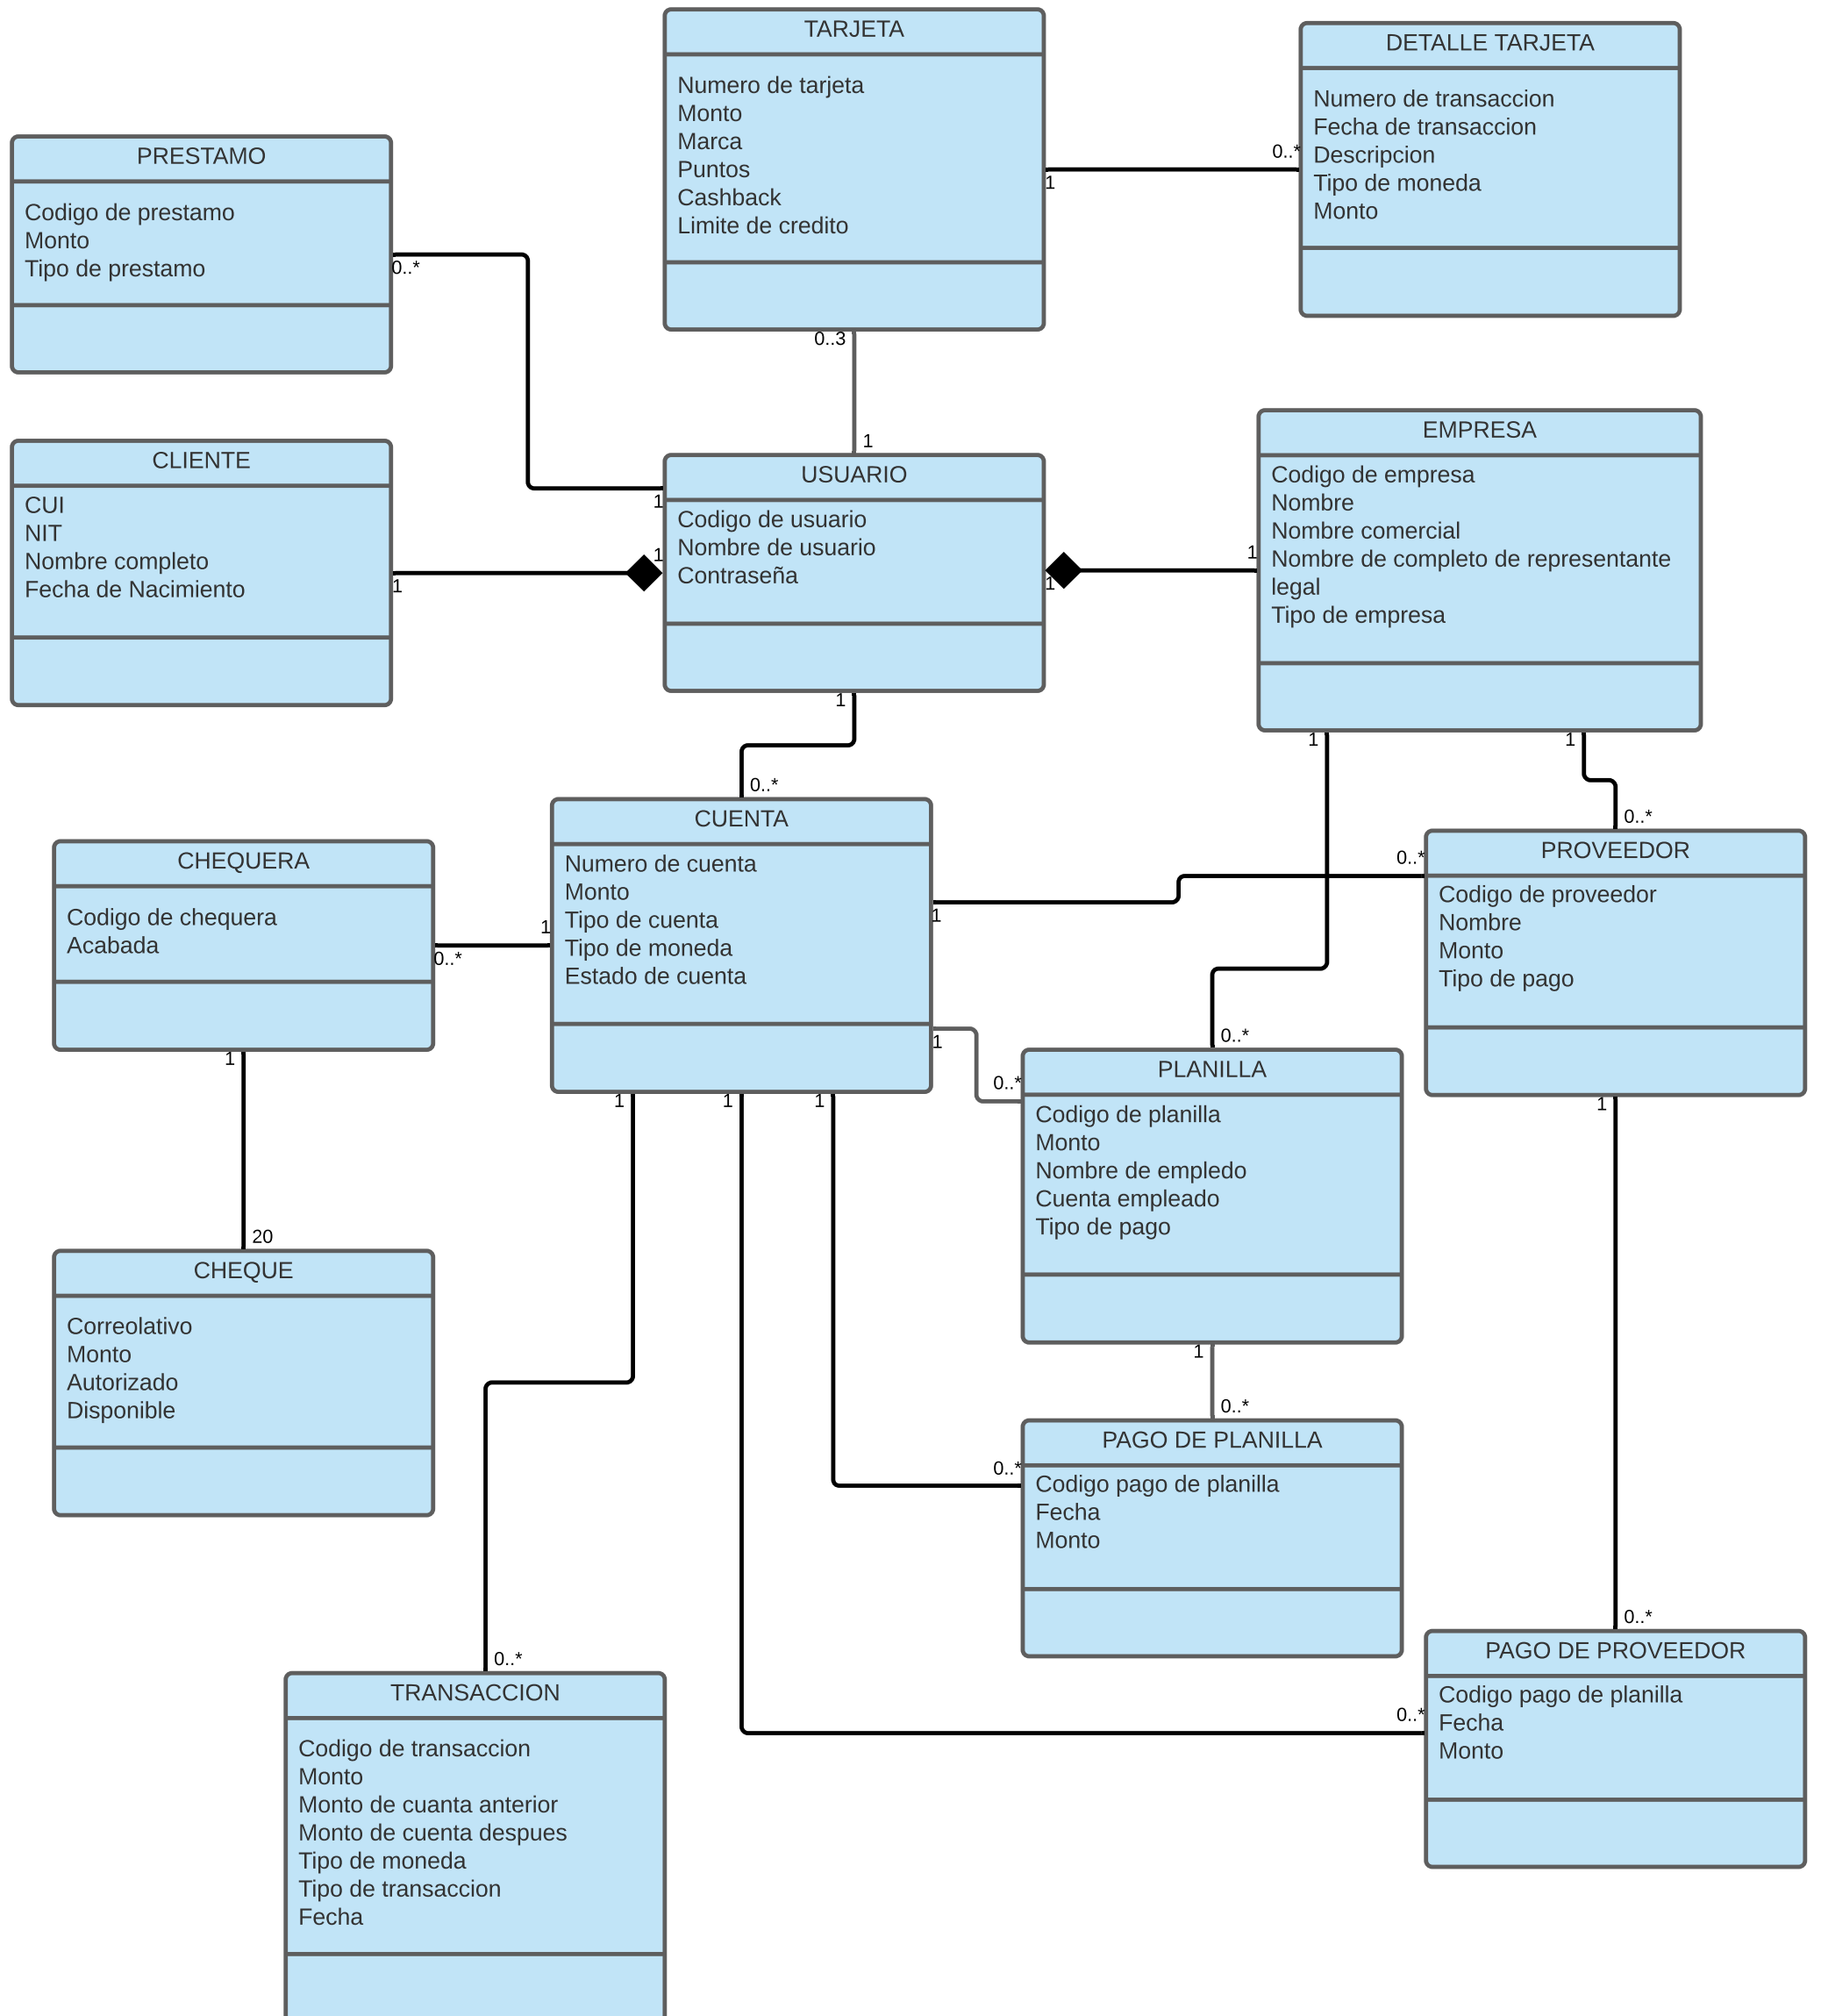 TARJETA
Numero de tarjeta
Monto
Marca
Puntos
Cashback
Limite de credito
DETALLE TARJETA
Numero de transaccion
Fecha de transaccion
Descripcion
Tipo de moneda
Monto
0..*
1
PRESTAMO
Codigo de prestamo
Monto
Tipo de prestamo
0..*
0..3
1
CLIENTE
CUI
NIT
Nombre completo
Fecha de Nacimiento
1
USUARIO
Codigo de usuario
Nombre de usuario
Contraseña
1
1
1
1
EMPRESA
Codigo de empresa
Nombre
Nombre comercial
Nombre de completo de representante
legal
Tipo de empresa
1
1
1
0..*
0..*
CUENTA
Numero de cuenta
Monto
Tipo de cuenta
Tipo de moneda
Estado de cuenta
CHEQUERA
Codigo de chequera
Acabada
1
0..*
1
0..*
PROVEEDOR
Codigo de proveedor
Nombre
Monto
Tipo de pago
1
0..*
0..*
PLANILLA
Codigo de planilla
Monto
Nombre de empledo
Cuenta empleado
Tipo de pago
1
1
1
1
1
20
CHEQUE
Correolativo
Monto
Autorizado
Disponible
1
0..*
0..*
PAGO DE PLANILLA
Codigo pago de planilla
Fecha
Monto
0..*
0..*
PAGO DE PROVEEDOR
Codigo pago de planilla
Fecha
Monto
0..*
TRANSACCION
Codigo de transaccion
Monto
Monto de cuanta anterior
Monto de cuenta despues
Tipo de moneda
Tipo de transaccion
Fecha